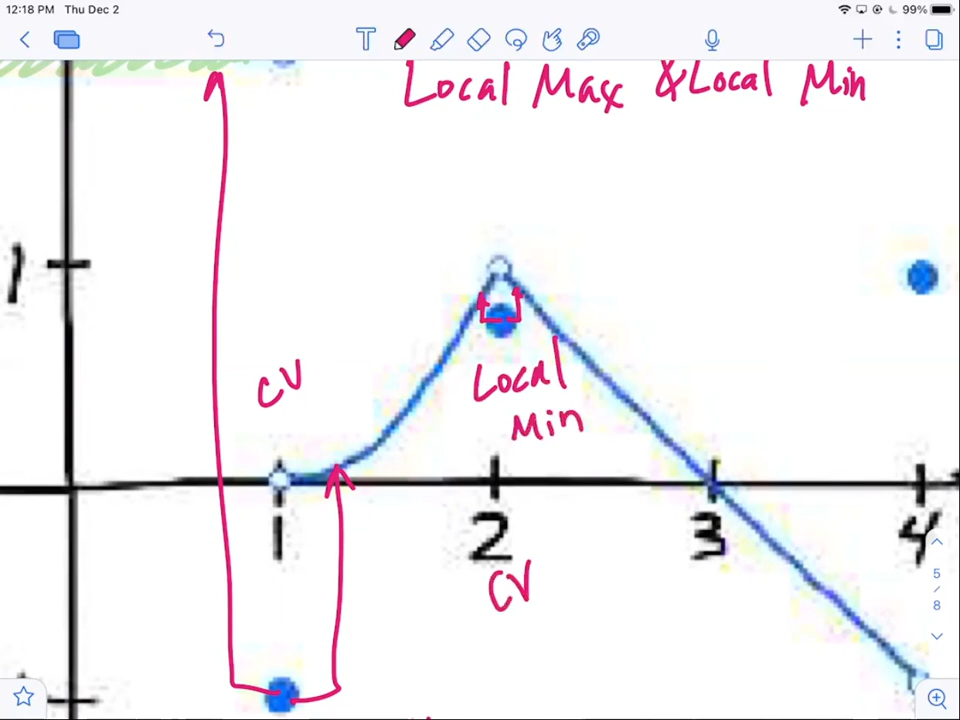 12:18 PM Thu Dec 2
99%
T
Local Max & Local Min
1
CV
Local
Min
1 2 3 4
CV
5
/
8